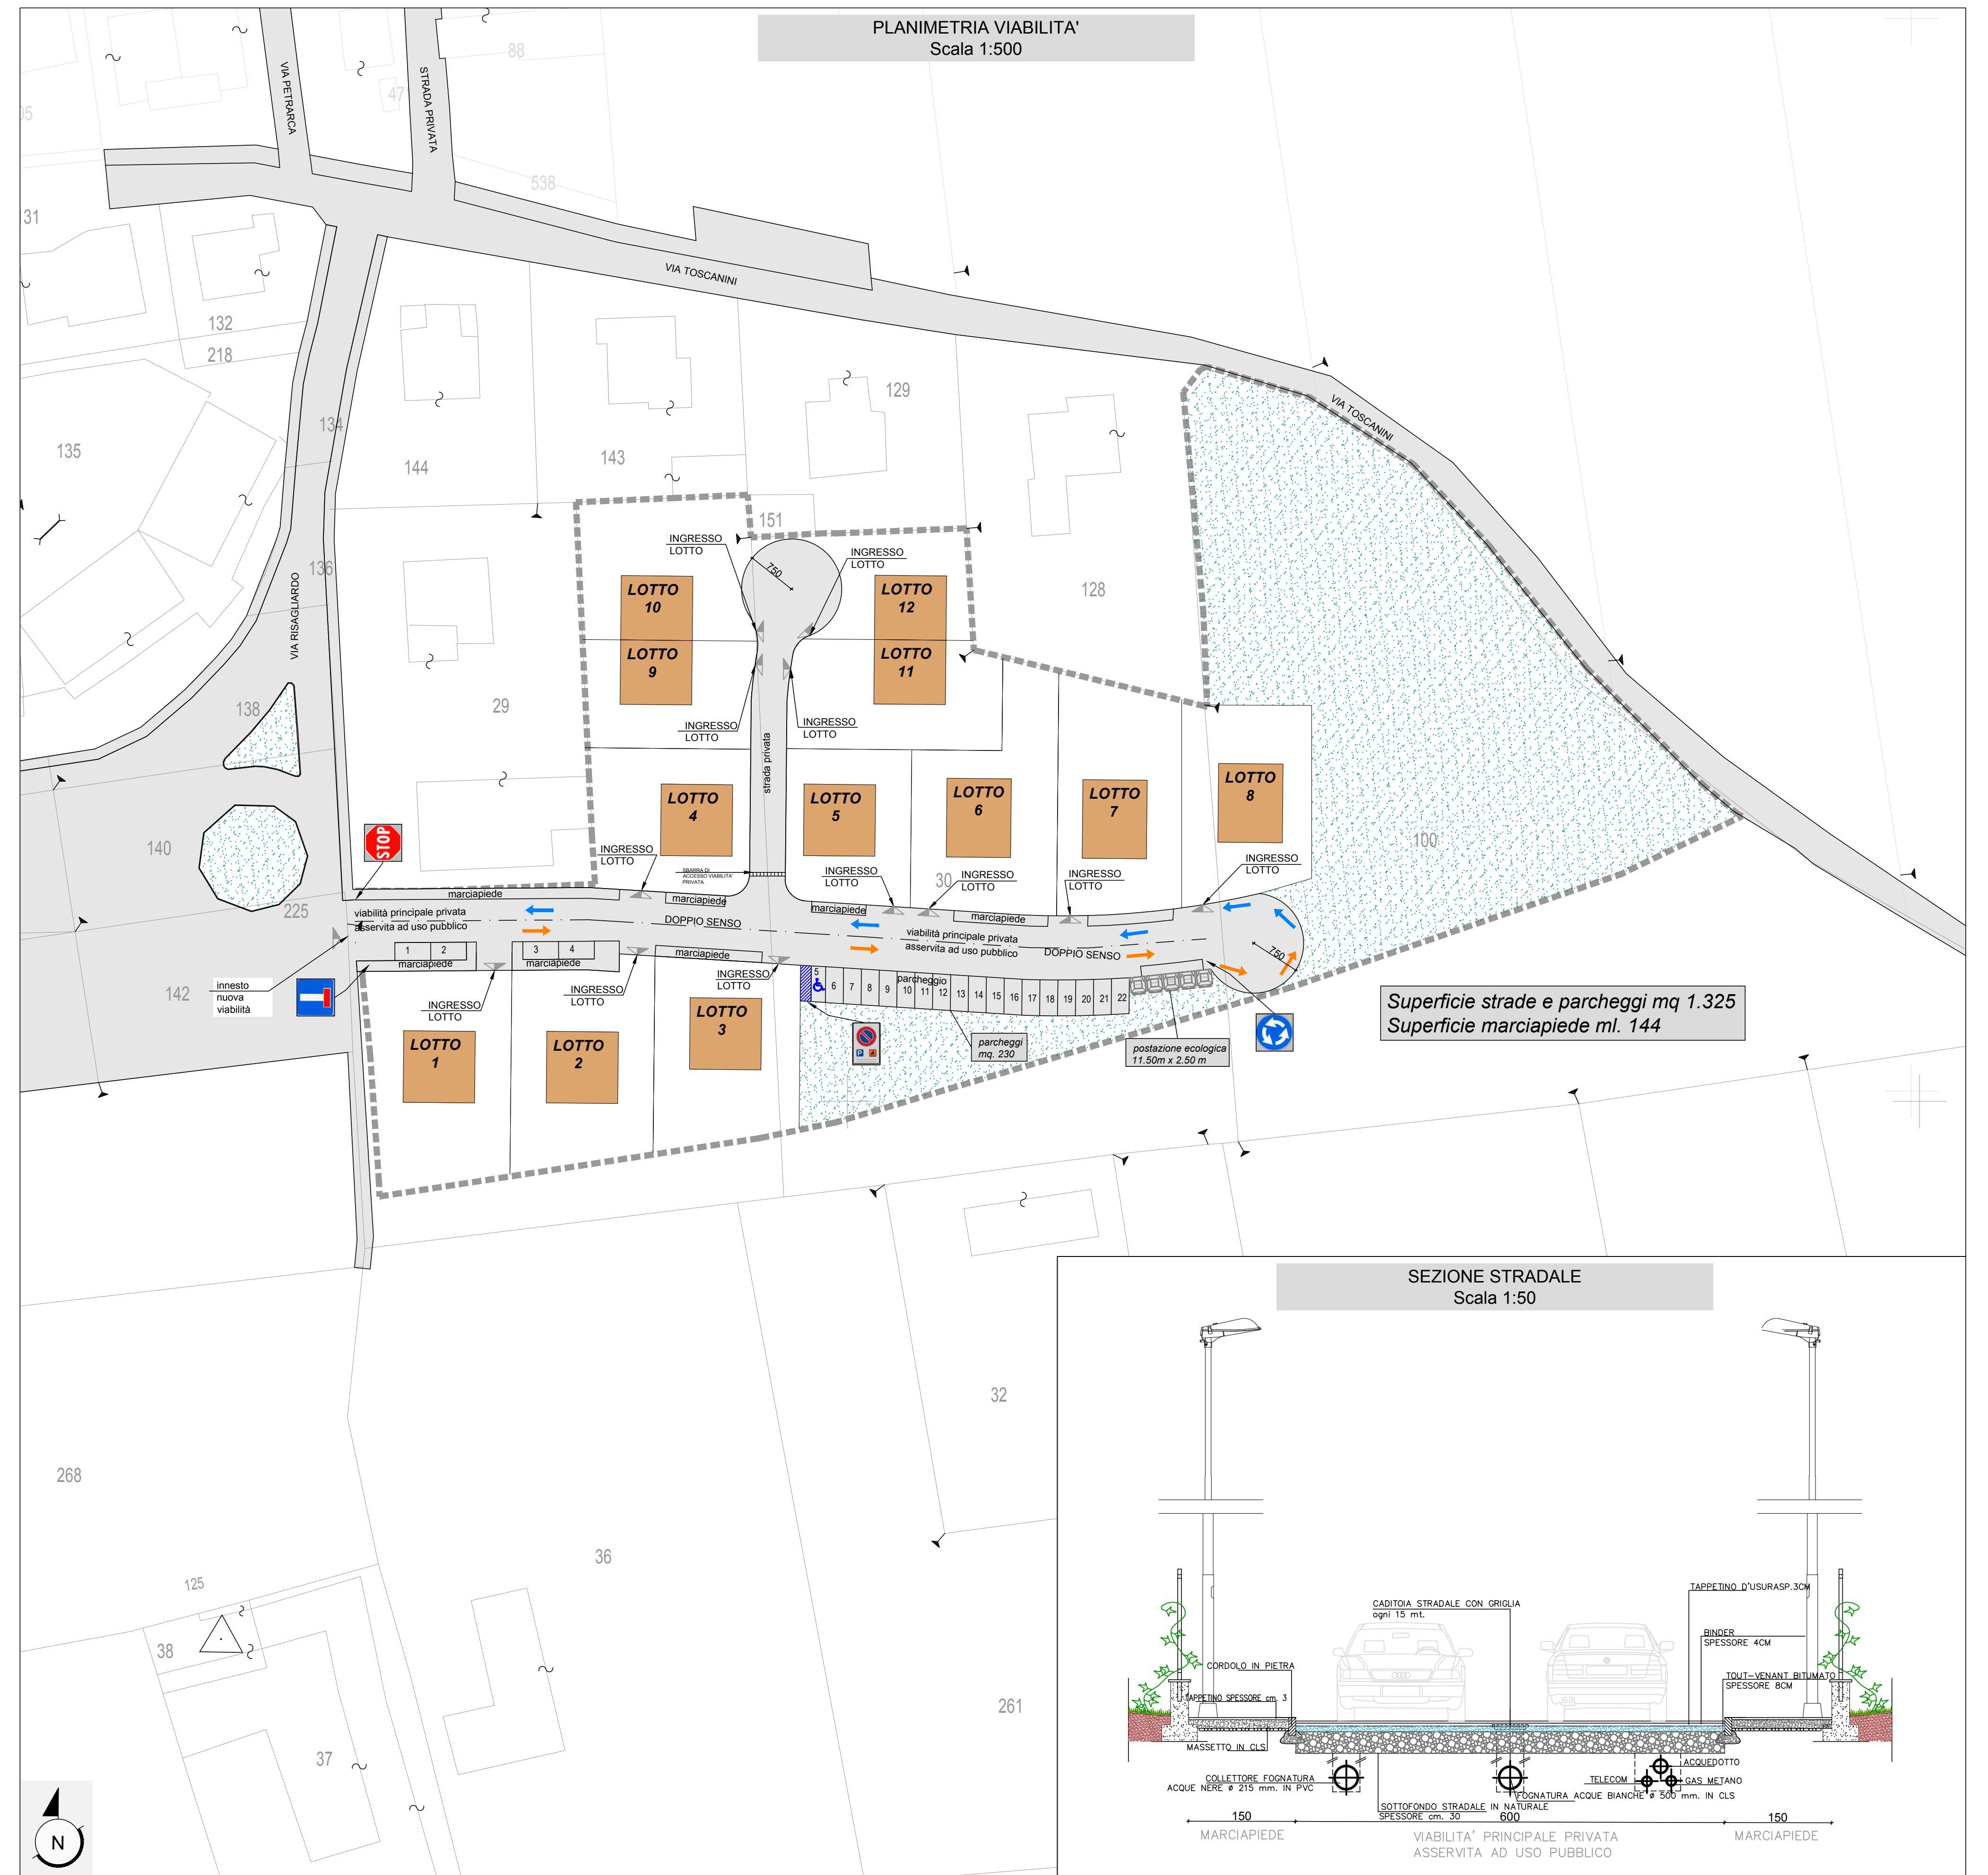 PLANIMETRIA VIABILITA'
Scala 1:500
VIA PETRARCA
STRADA PRIVATA
88
47
05
538
31
VIA TOSCANINI
132
218
134
135
144
143
129
VIA TOSCANINI
151
136
VIA RISAGLIARDO
128
INGRESSO
LOTTO
INGRESSO
LOTTO
750
LOTTO
10
LOTTO
12
LOTTO
9
LOTTO
11
29
138
INGRESSO
LOTTO
INGRESSO
LOTTO
strada privata
LOTTO
4
LOTTO
5
LOTTO
6
LOTTO
7
LOTTO
8
140
STOP
100
INGRESSO
LOTTO
SBARRA DI
ACCESSO VIABILITA'
PRIVATA
INGRESSO
LOTTO
30
INGRESSO
LOTTO
INGRESSO
LOTTO
INGRESSO
LOTTO
225
marciapiede
marciapiede
marciapiede
marciapiede
viabilità principale privata
asservita ad uso pubblico
DOPPIO SENSO
viabilità principale privata
asservita ad uso pubblico
DOPPIO SENSO
750
1 2
3 4
marciapiede
marciapiede
marciapiede
142
innesto
nuova
viabilità
INGRESSO
LOTTO
INGRESSO
LOTTO
INGRESSO
LOTTO
parcheggio
5 6 7 8 9 10 11 12 13 14 15 16 17 18 19 20 21 22
P
LOTTO
1
LOTTO
2
LOTTO
3
parcheggi
mq. 230
postazione ecologica
11.50m x 2.50 m
Superficie strade e parcheggi mq 1.325
Superficie marciapiede ml. 144
32
268
36
125
38
37
261
N
SEZIONE STRADALE
Scala 1:50
TAPPETINO D'USURASP.3CM
CADITOIA STRADALE CON GRIGLIA
ogni 15 mt.
BINDER
SPESSORE 4CM
CORDOLO IN PIETRA
TOUT-VENANT BITUMATO
SPESSORE 8CM
TAPPETINO SPESSORE cm. 3
MASSETTO IN CLS
ACQUEDOTTO
COLLETTORE FOGNATURA
ACQUE NERE ø 215 mm. IN PVC
TELECOM
GAS METANO
FOGNATURA ACQUE BIANCHE ø 500 mm. IN CLS
SOTTOFONDO STRADALE IN NATURALE
SPESSORE cm. 30
150
600
150
MARCIAPIEDE
VIABILITA' PRINCIPALE PRIVATA
ASSERVITA AD USO PUBBLICO
MARCIAPIEDE